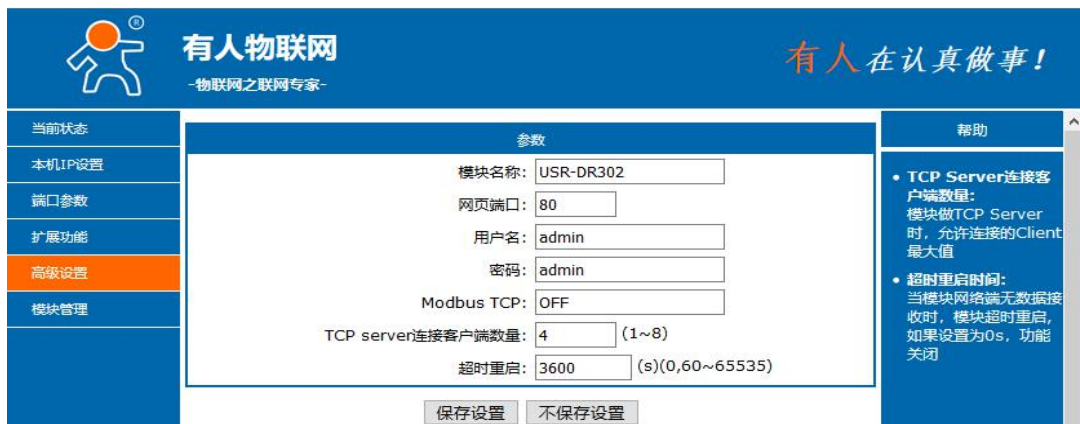 ®
有人物联网
-物联网之联网专家-
有人在认真做事!
当前状态
本机IP设置
端口参数
扩展功能
高级设置
模块管理
参数
模块名称: USR-DR302
网页端口: 80
用户名: admin
密码: admin
Modbus TCP: OFF
TCP server连接客户端数量: 4 (1~8)
超时重启: 3600 (s)(0,60~65535)
保存设置 不保存设置
帮助
• TCP Server连接客
户端数量:
模块做TCP Server
时, 允许连接的Client
最大值
• 超时重启时间:
当模块网络端无数据接
收时, 模块超时重启,
如果设置为0s, 功能
关闭